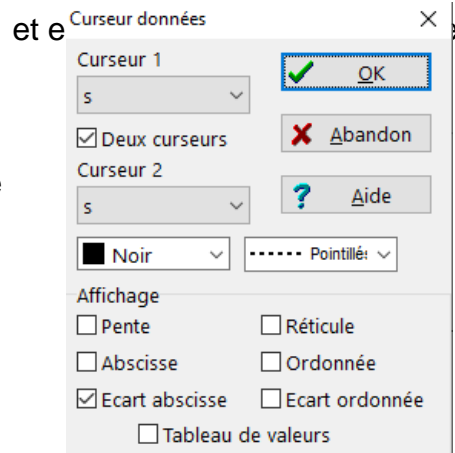 et e
Curseur données
Curseur 1
s
OK
Deux curseurs
Abandon
Curseur 2
s
Aide
Noir
Pointillé
Affichage
Pente
Réticule
Abscisse
Ordonnée
Ecart abscisse
Ecart ordonnée
Tableau de valeurs